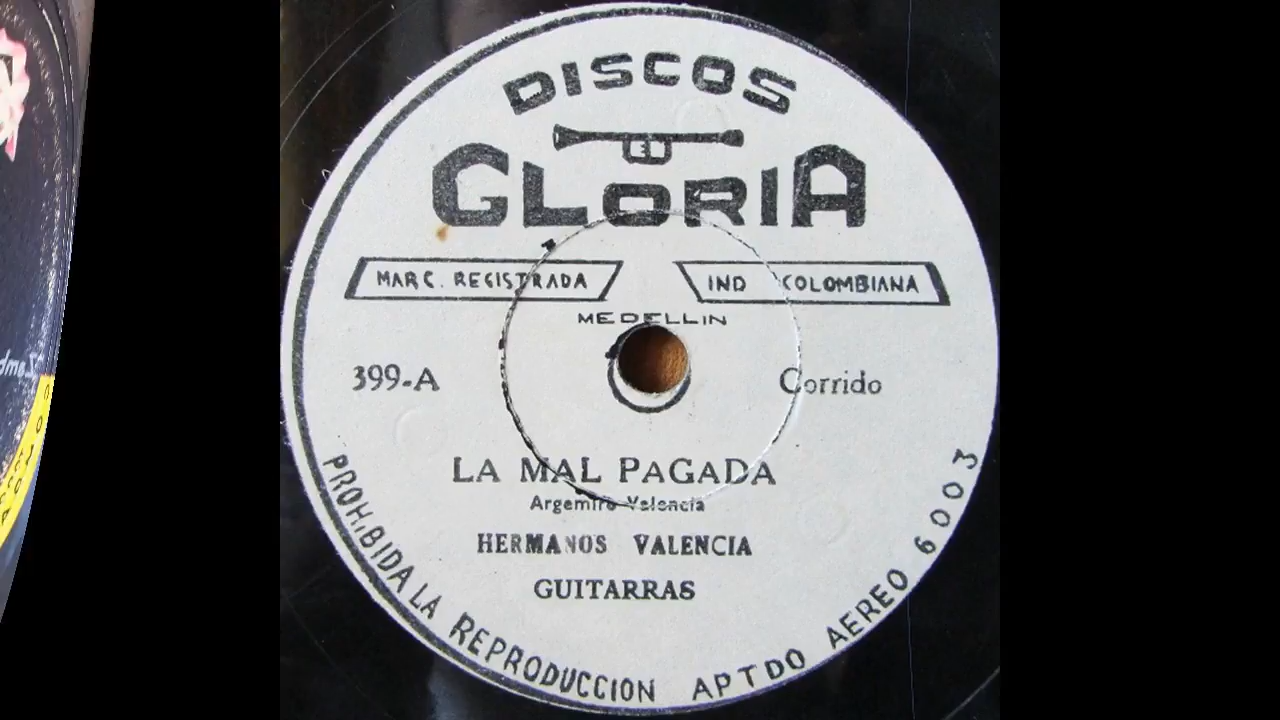 DISCOS
GLORIA
MARC. REGISTRADA
IND COLOMBIANA
MEDELLIN
399-A
Corrido
LA MAL PAGADA
Argemiro Valencia
HERMANOS VALENCIA
GUITARRAS
PROHIBIDA LA REPRODUCCION APTDO AEREO 6003